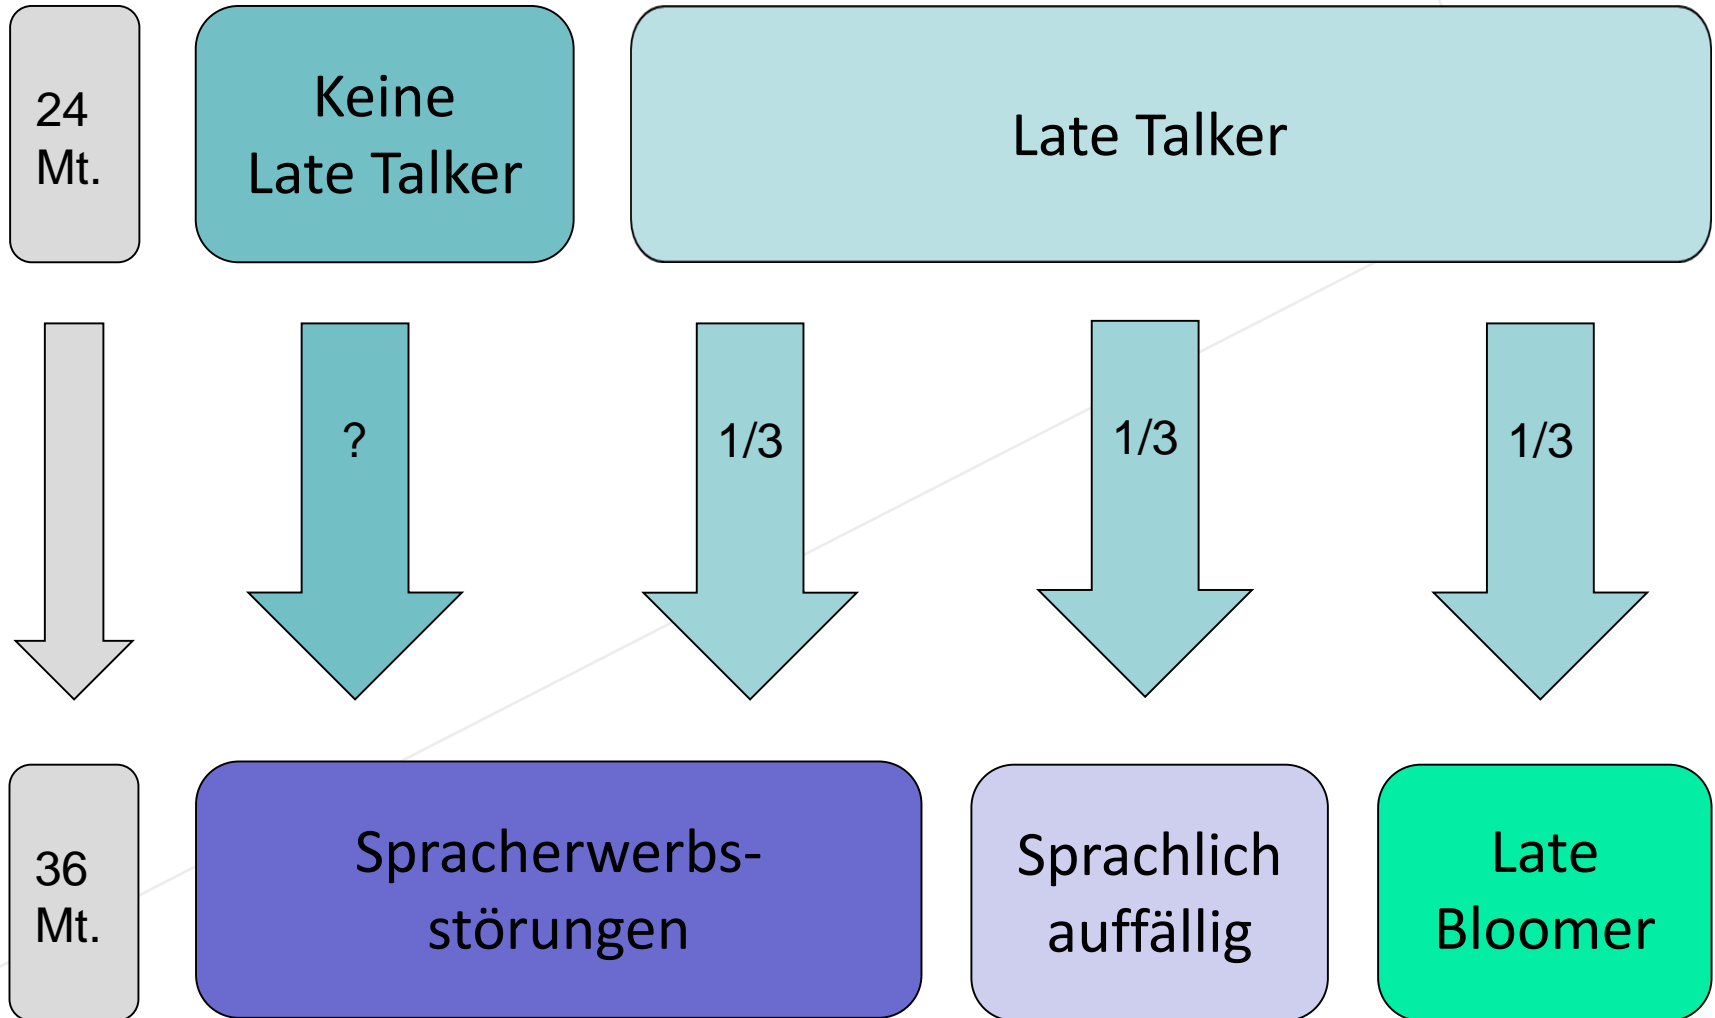 24
Mt.
Keine
Late Talker
Late Talker
?
1/3
1/3
1/3
36
Mt.
Spracherwerbs-
störungen
Sprachlich
auffällig
Late
Bloomer